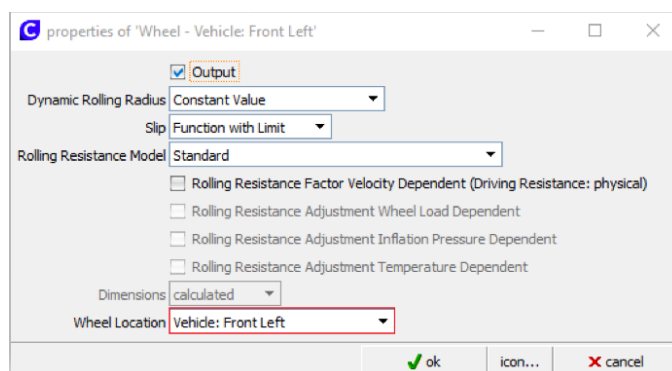 C properties of 'Wheel - Vehicle: Front Left'
Output
Dynamic Rolling Radius Constant Value
Slip Function with Limit
Rolling Resistance Model Standard
Rolling Resistance Factor Velocity Dependent (Driving Resistance: physical)
Rolling Resistance Adjustment Wheel Load Dependent
Rolling Resistance Adjustment Inflation Pressure Dependent
Rolling Resistance Adjustment Temperature Dependent
Dimensions calculated
Wheel Location Vehicle: Front Left
ok icon... cancel